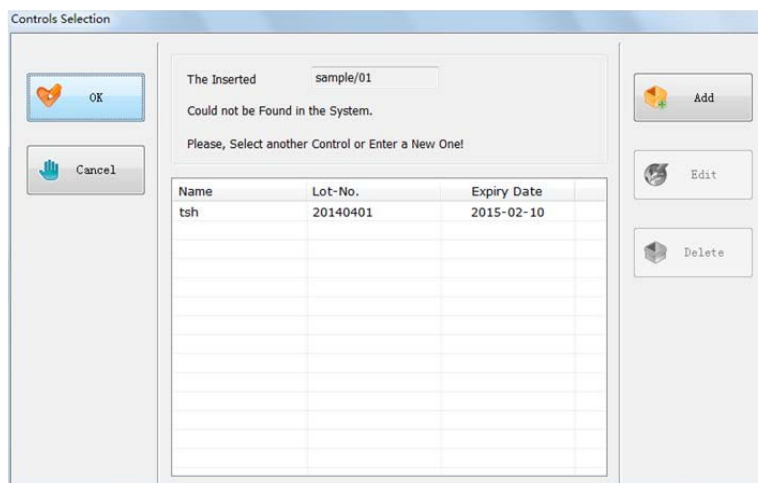 Controls Selection
OK
Cancel
The Inserted sample/01
Could not be Found in the System.
Please, Select another Control or Enter a New One!
Name Lot-No. Expiry Date
tsh 20140401 2015-02-10
Add
Edit
Delete